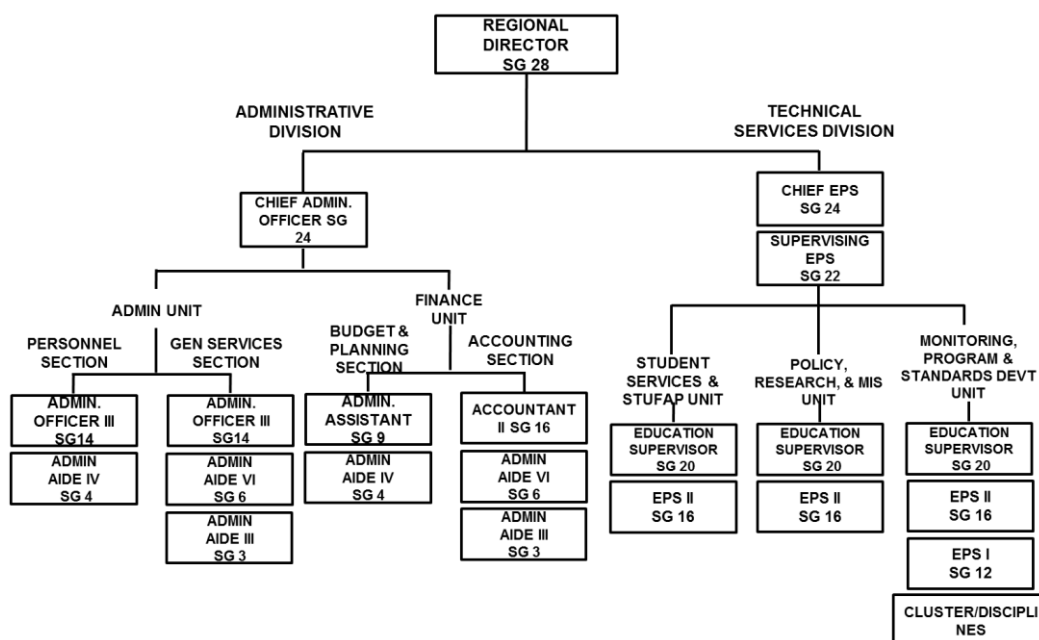 REGIONAL
DIRECTOR
SG 28
ADMINISTRATIVE
DIVISION
TECHNICAL
SERVICES DIVISION
CHIEF ADMIN.
OFFICER SG
24
CHIEF EPS
SG 24
SUPERVISING
EPS
SG 22
ADMIN UNIT
FINANCE
UNIT
PERSONNEL
SECTION
GEN SERVICES
SECTION
BUDGET &
PLANNING
SECTION
ACCOUNTING
SECTION
STUDENT
SERVICES &
STUFAP UNIT
POLICY,
RESEARCH, & MIS
UNIT
MONITORING,
PROGRAM &
STANDARDS DEVT
UNIT
ADMIN.
OFFICER III
SG14
ADMIN
AIDE IV
SG 4
ADMIN.
OFFICER III
SG14
ADMIN
AIDE VI
SG 6
ADMIN
AIDE III
SG 3
ADMIN.
ASSISTANT
SG 9
ADMIN
AIDE IV
SG 4
ACCOUNTANT
II SG 16
ADMIN
AIDE VI
SG 6
ADMIN
AIDE III
SG 3
EDUCATION
SUPERVISOR
SG 20
EPS II
SG 16
EDUCATION
SUPERVISOR
SG 20
EPS II
SG 16
EDUCATION
SUPERVISOR
SG 20
EPS II
SG 16
EPS I
SG 12
CLUSTER/DISCIPLI
NES